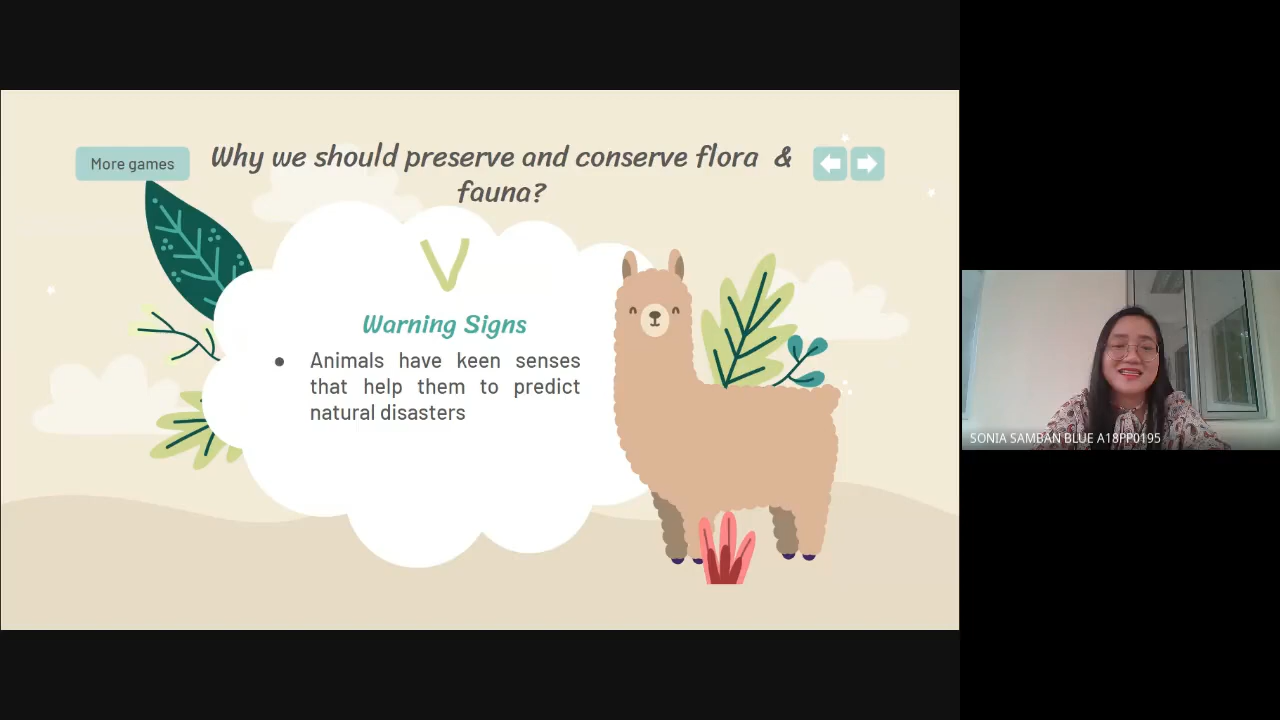 More games
Why we should preserve and conserve flora &
fauna?
V
Warning Signs
● Animals have keen senses
that help them to predict
natural disasters
SONIA SAMBAN BLUE A18PP0195